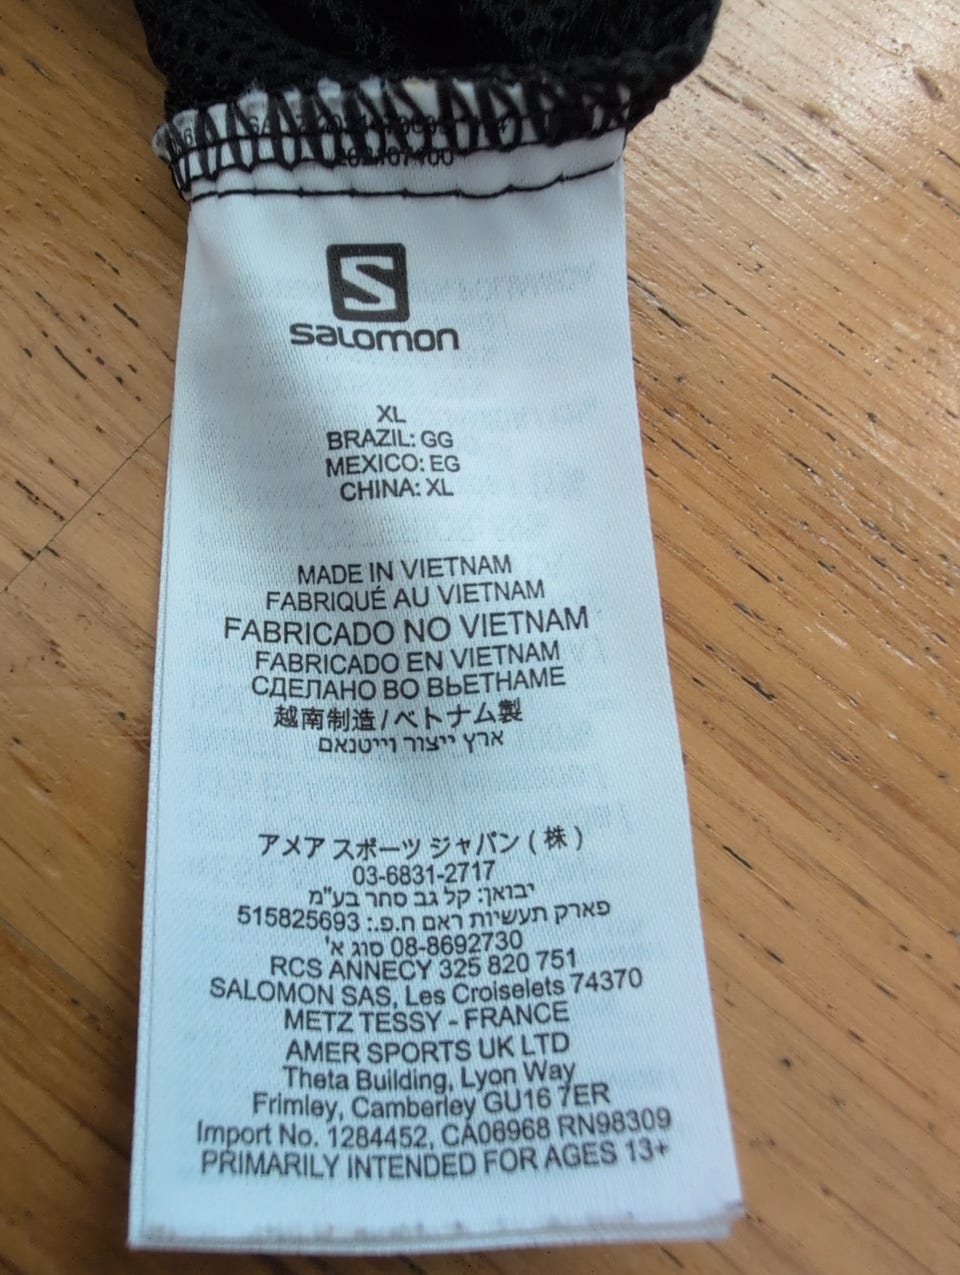 202107100
salomon
XL
BRAZIL: GG
MEXICO: EG
CHINA: XL
MADE IN VIETNAM
FABRIQUÉ AU VIETNAM
FABRICADO NO VIETNAM
FABRICADO EN VIETNAM
СДЕЛАНО ВО ВЬЕТНАМЕ
越南制造/ベトナム製
ארץ ייצור וייטנאם
アメア スポーツ ジャパン (株)
03-6831-2717
יבואן: קל גב סחר בע"מ
פארק תעשיות ראם ח.פ.: 515825693
08-8692730 סוג א'
RCS ANNECY 325 820 751
SALOMON SAS, Les Croiselets 74370
METZ TESSY - FRANCE
AMER SPORTS UK LTD
Theta Building, Lyon Way
Frimley, Camberley GU16 7ER
Import No. 1284452, CA08968 RN98309
PRIMARILY INTENDED FOR AGES 13+